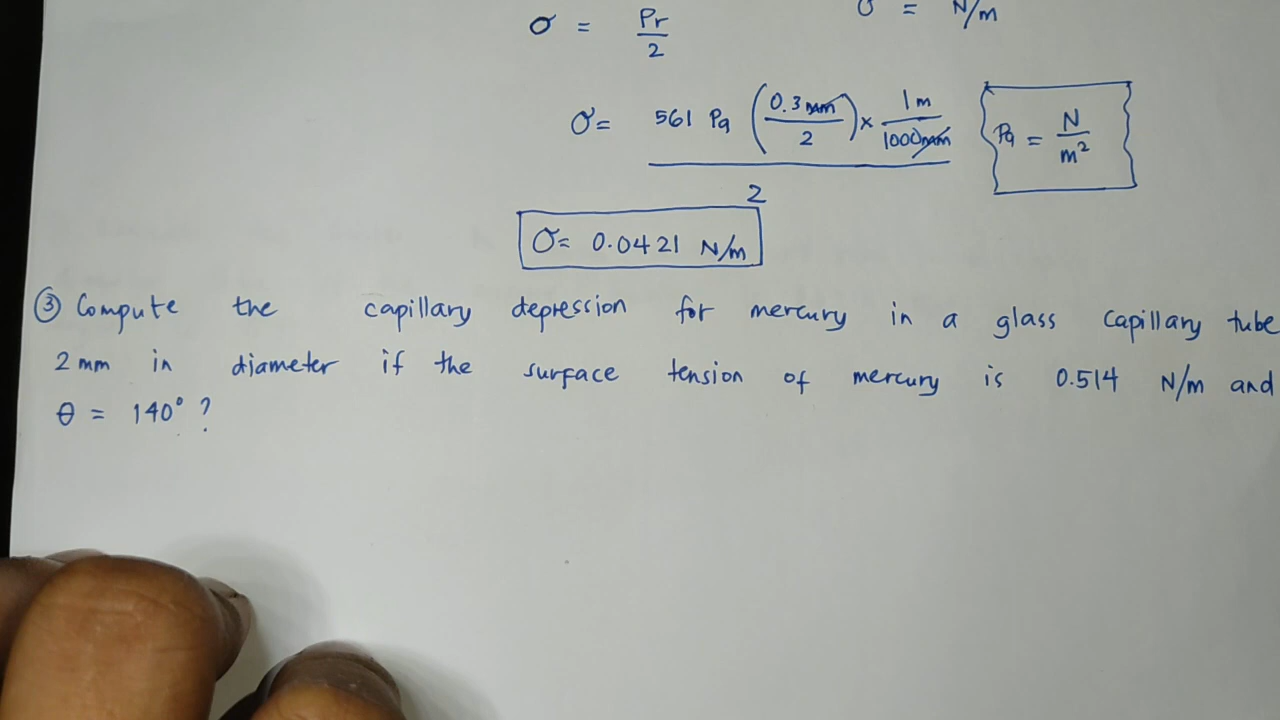 σ = Pr/2
σ = N/m
σ = 561 Pa (0.3 mm/2) × 1 m/1000 mm / 2
Pa = N/m²
σ = 0.0421 N/m
③ Compute the capillary depression for mercury in a glass capillary tube
2 mm in diameter if the surface tension of mercury is 0.514 N/m and
θ = 140° ?